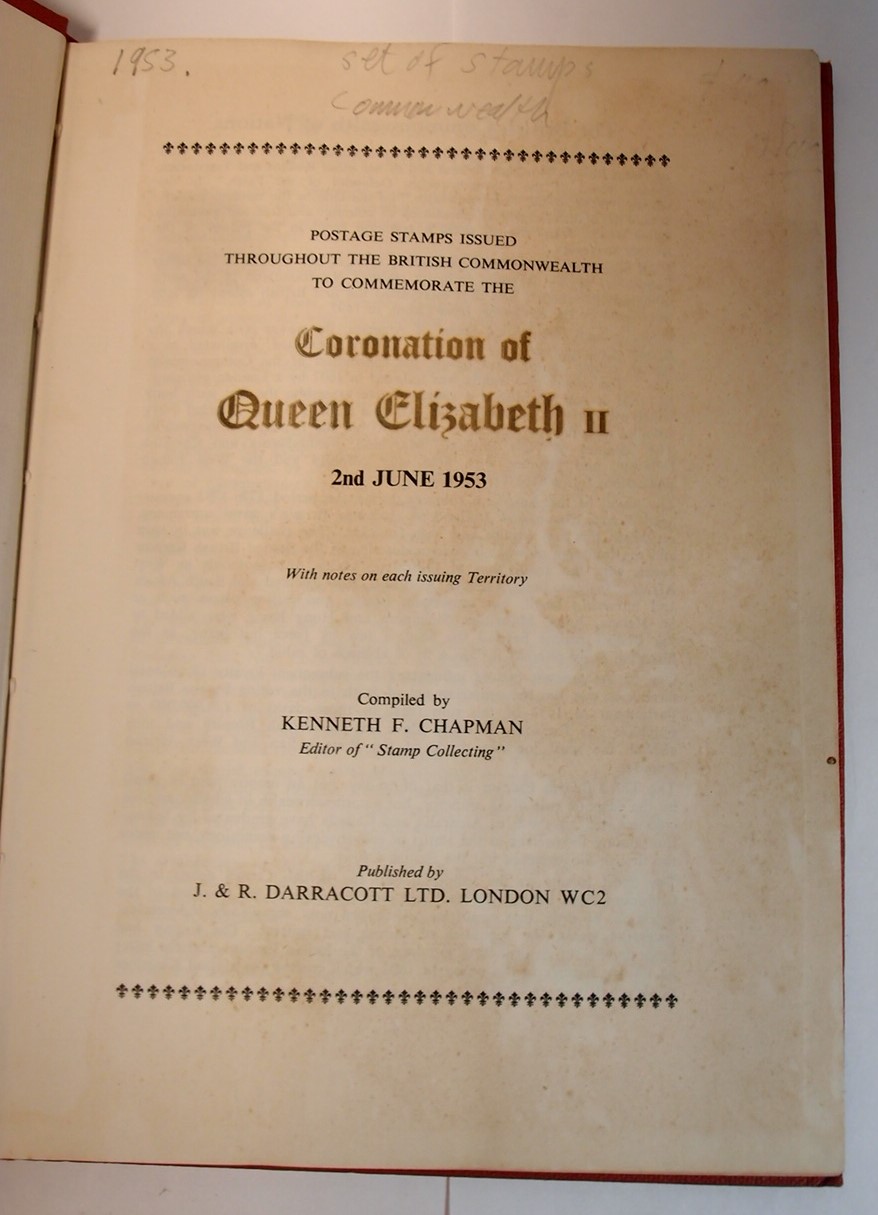 1953. set of stamps
Commonwealth
POSTAGE STAMPS ISSUED
THROUGHOUT THE BRITISH COMMONWEALTH
TO COMMEMORATE THE
Coronation of
Queen Elizabeth II
2nd JUNE 1953
With notes on each issuing Territory
Compiled by
KENNETH F. CHAPMAN
Editor of "Stamp Collecting"
Published by
J. & R. DARRACOTT LTD. LONDON WC2